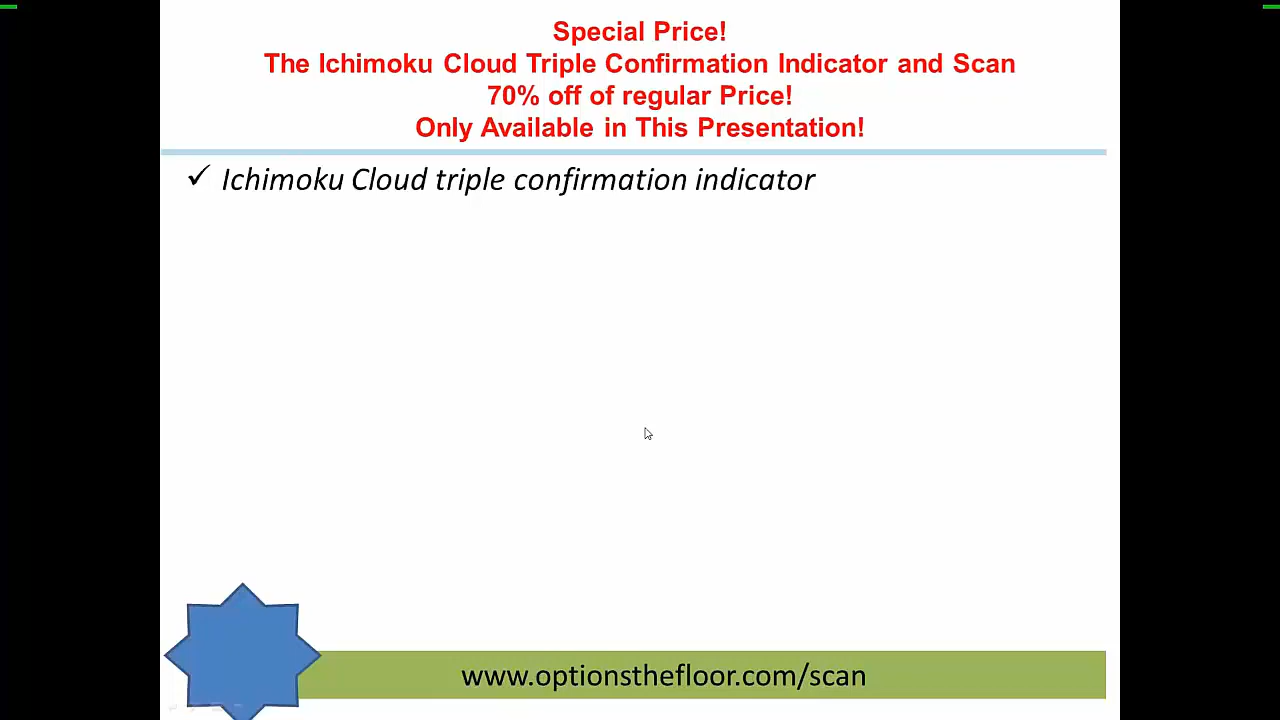 Special Price!
The Ichimoku Cloud Triple Confirmation Indicator and Scan
70% off of regular Price!
Only Available in This Presentation!
✓ Ichimoku Cloud triple confirmation indicator
www.optionsthefloor.com/scan